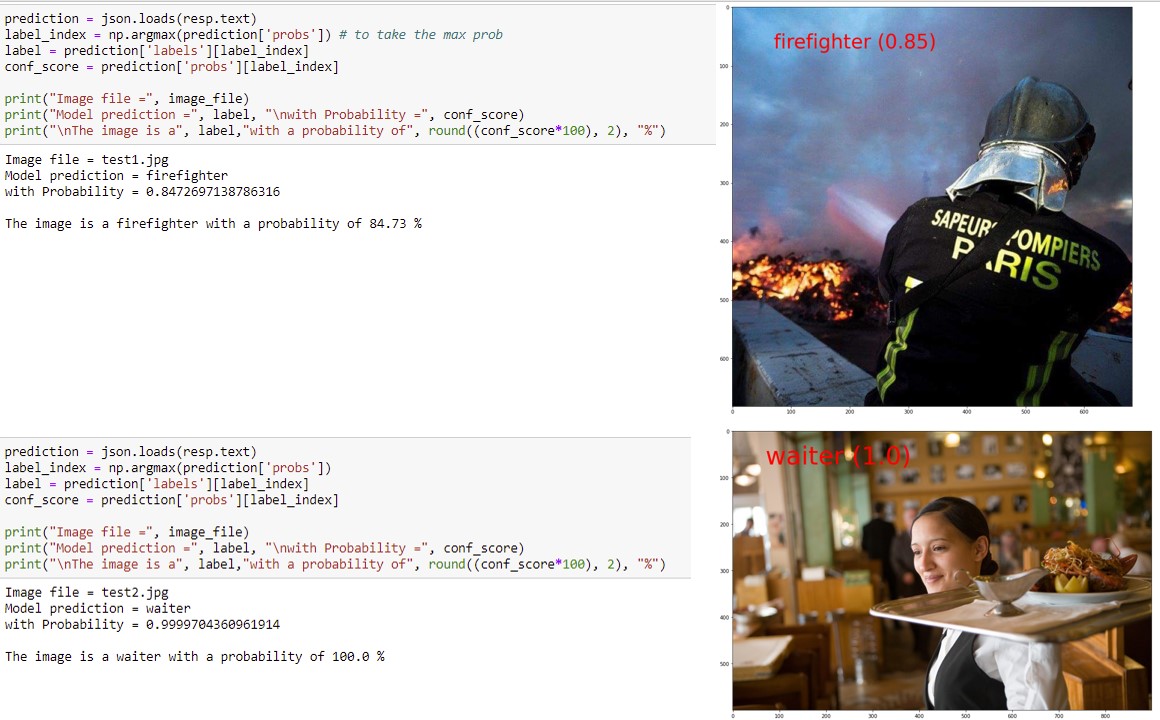 prediction = json.loads(resp.text)
label_index = np.argmax(prediction['probs']) # to take the max prob
label = prediction['labels'][label_index]
conf_score = prediction['probs'][label_index]
print("Image file =", image_file)
print("Model prediction =", label, "\nwith Probability =", conf_score)
print("\nThe image is a", label,"with a probability of", round((conf_score*100), 2), "%")
Image file = test1.jpg
Model prediction = firefighter
with Probability = 0.8472697138786316
The image is a firefighter with a probability of 84.73 %
firefighter (0.85)
SAPEURS POMPIERS
PARIS
0
100
200
300
400
500
600
0 100 200 300 400 500 600
prediction = json.loads(resp.text)
label_index = np.argmax(prediction['probs'])
label = prediction['labels'][label_index]
conf_score = prediction['probs'][label_index]
print("Image file =", image_file)
print("Model prediction =", label, "\nwith Probability =", conf_score)
print("\nThe image is a", label,"with a probability of", round((conf_score*100), 2), "%")
Image file = test2.jpg
Model prediction = waiter
with Probability = 0.9999704360961914
The image is a waiter with a probability of 100.0 %
waiter (1.0)
0
100
200
300
400
500
0 100 200 300 400 500 600 700 800